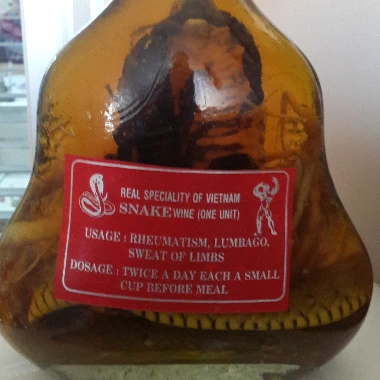 REAL SPECIALITY OF VIETNAM
SNAKE WINE (ONE UNIT)
USAGE : RHEUMATISM, LUMBAGO,
SWEAT OF LIMBS
DOSAGE : TWICE A DAY EACH A SMALL
CUP BEFORE MEAL